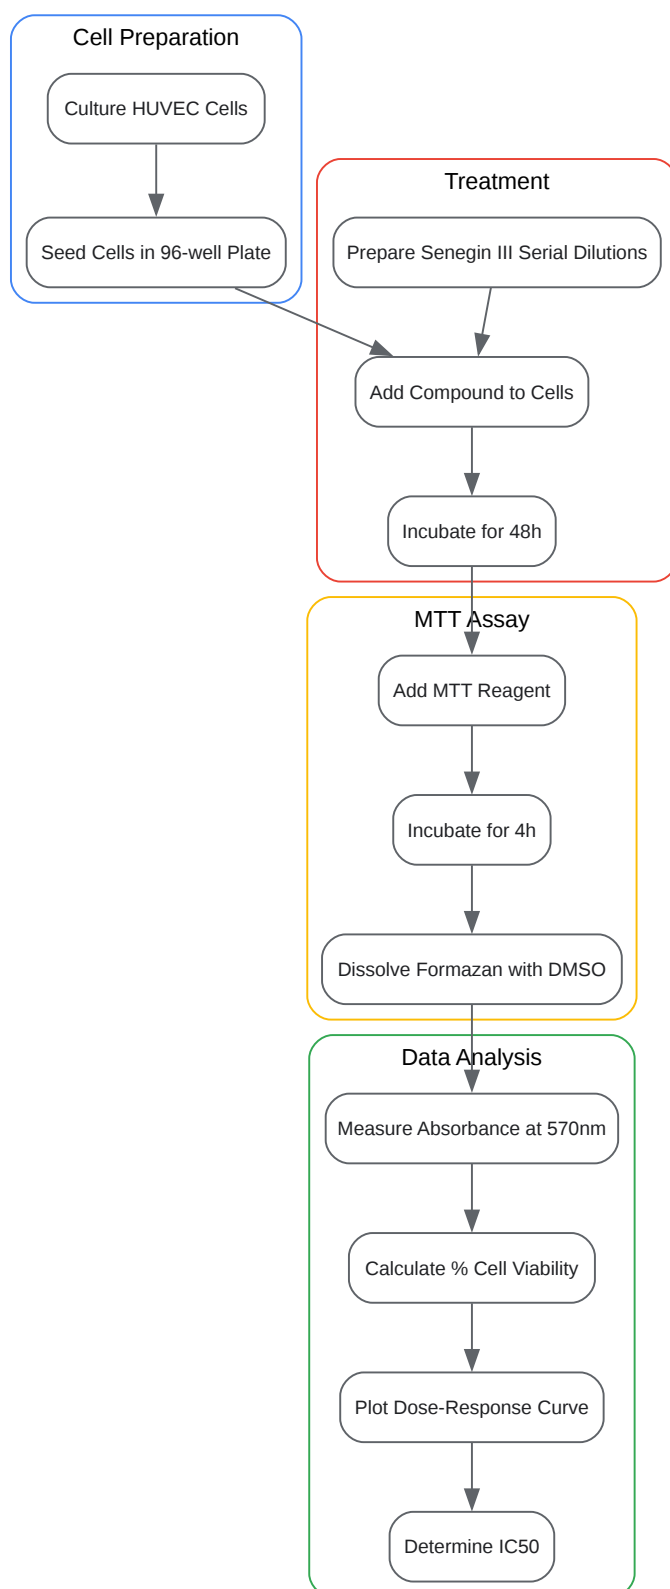 Cell Preparation
Culture HUVEC Cells
Seed Cells in 96-well Plate
Treatment
Prepare Senegin III Serial Dilutions
Add Compound to Cells
Incubate for 48h
MTT Assay
Add MTT Reagent
Incubate for 4h
Dissolve Formazan with DMSO
Data Analysis
Measure Absorbance at 570nm
Calculate % Cell Viability
Plot Dose-Response Curve
Determine IC50